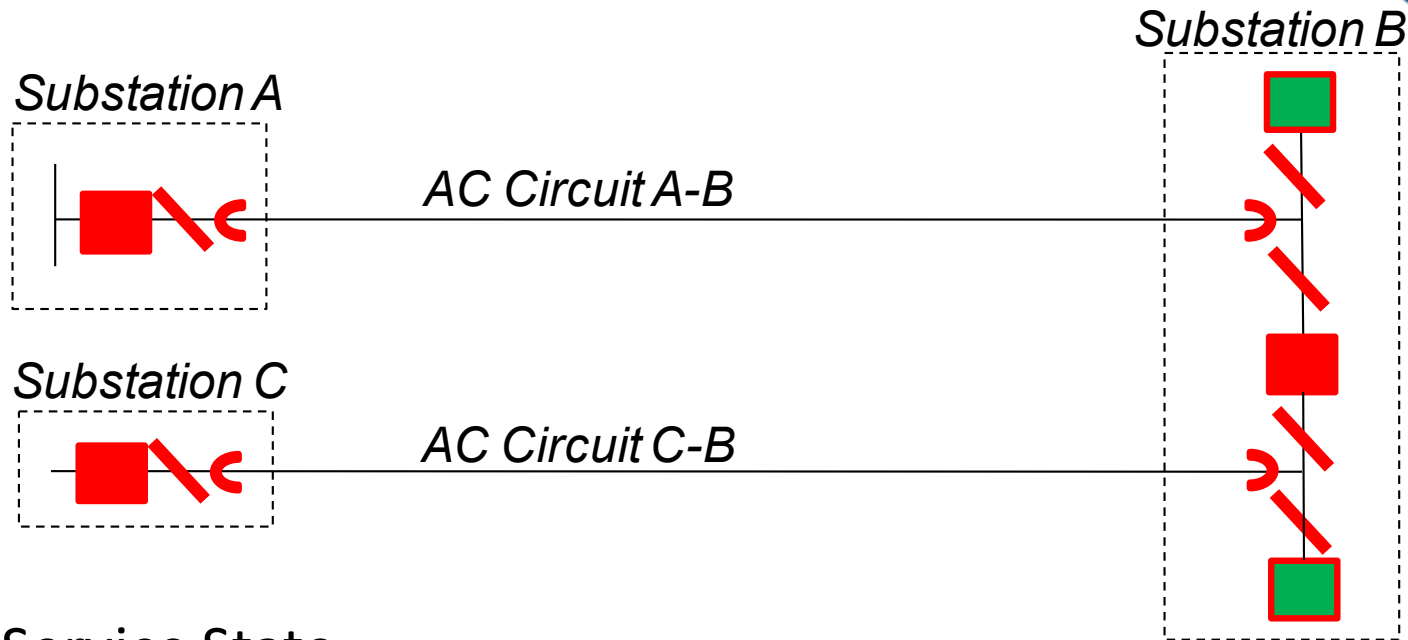 Substation B
Substation A
AC Circuit A-B
Substation C
AC Circuit C-B
Service State